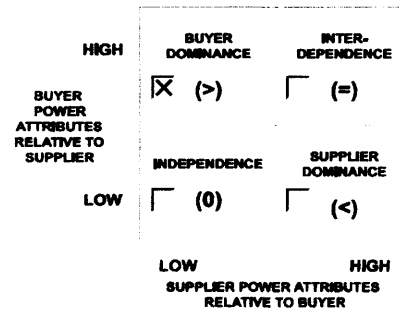 HIGH
BUYER
DOMINANCE
INTER-
DEPENDENCE
(>)
(=)
BUYER
POWER
ATTRIBUTES
RELATIVE TO
SUPPLIER
INDEPENDENCE
SUPPLIER
DOMINANCE
LOW
(0)
(<)
LOW
HIGH
SUPPLIER POWER ATTRIBUTES
RELATIVE TO BUYER